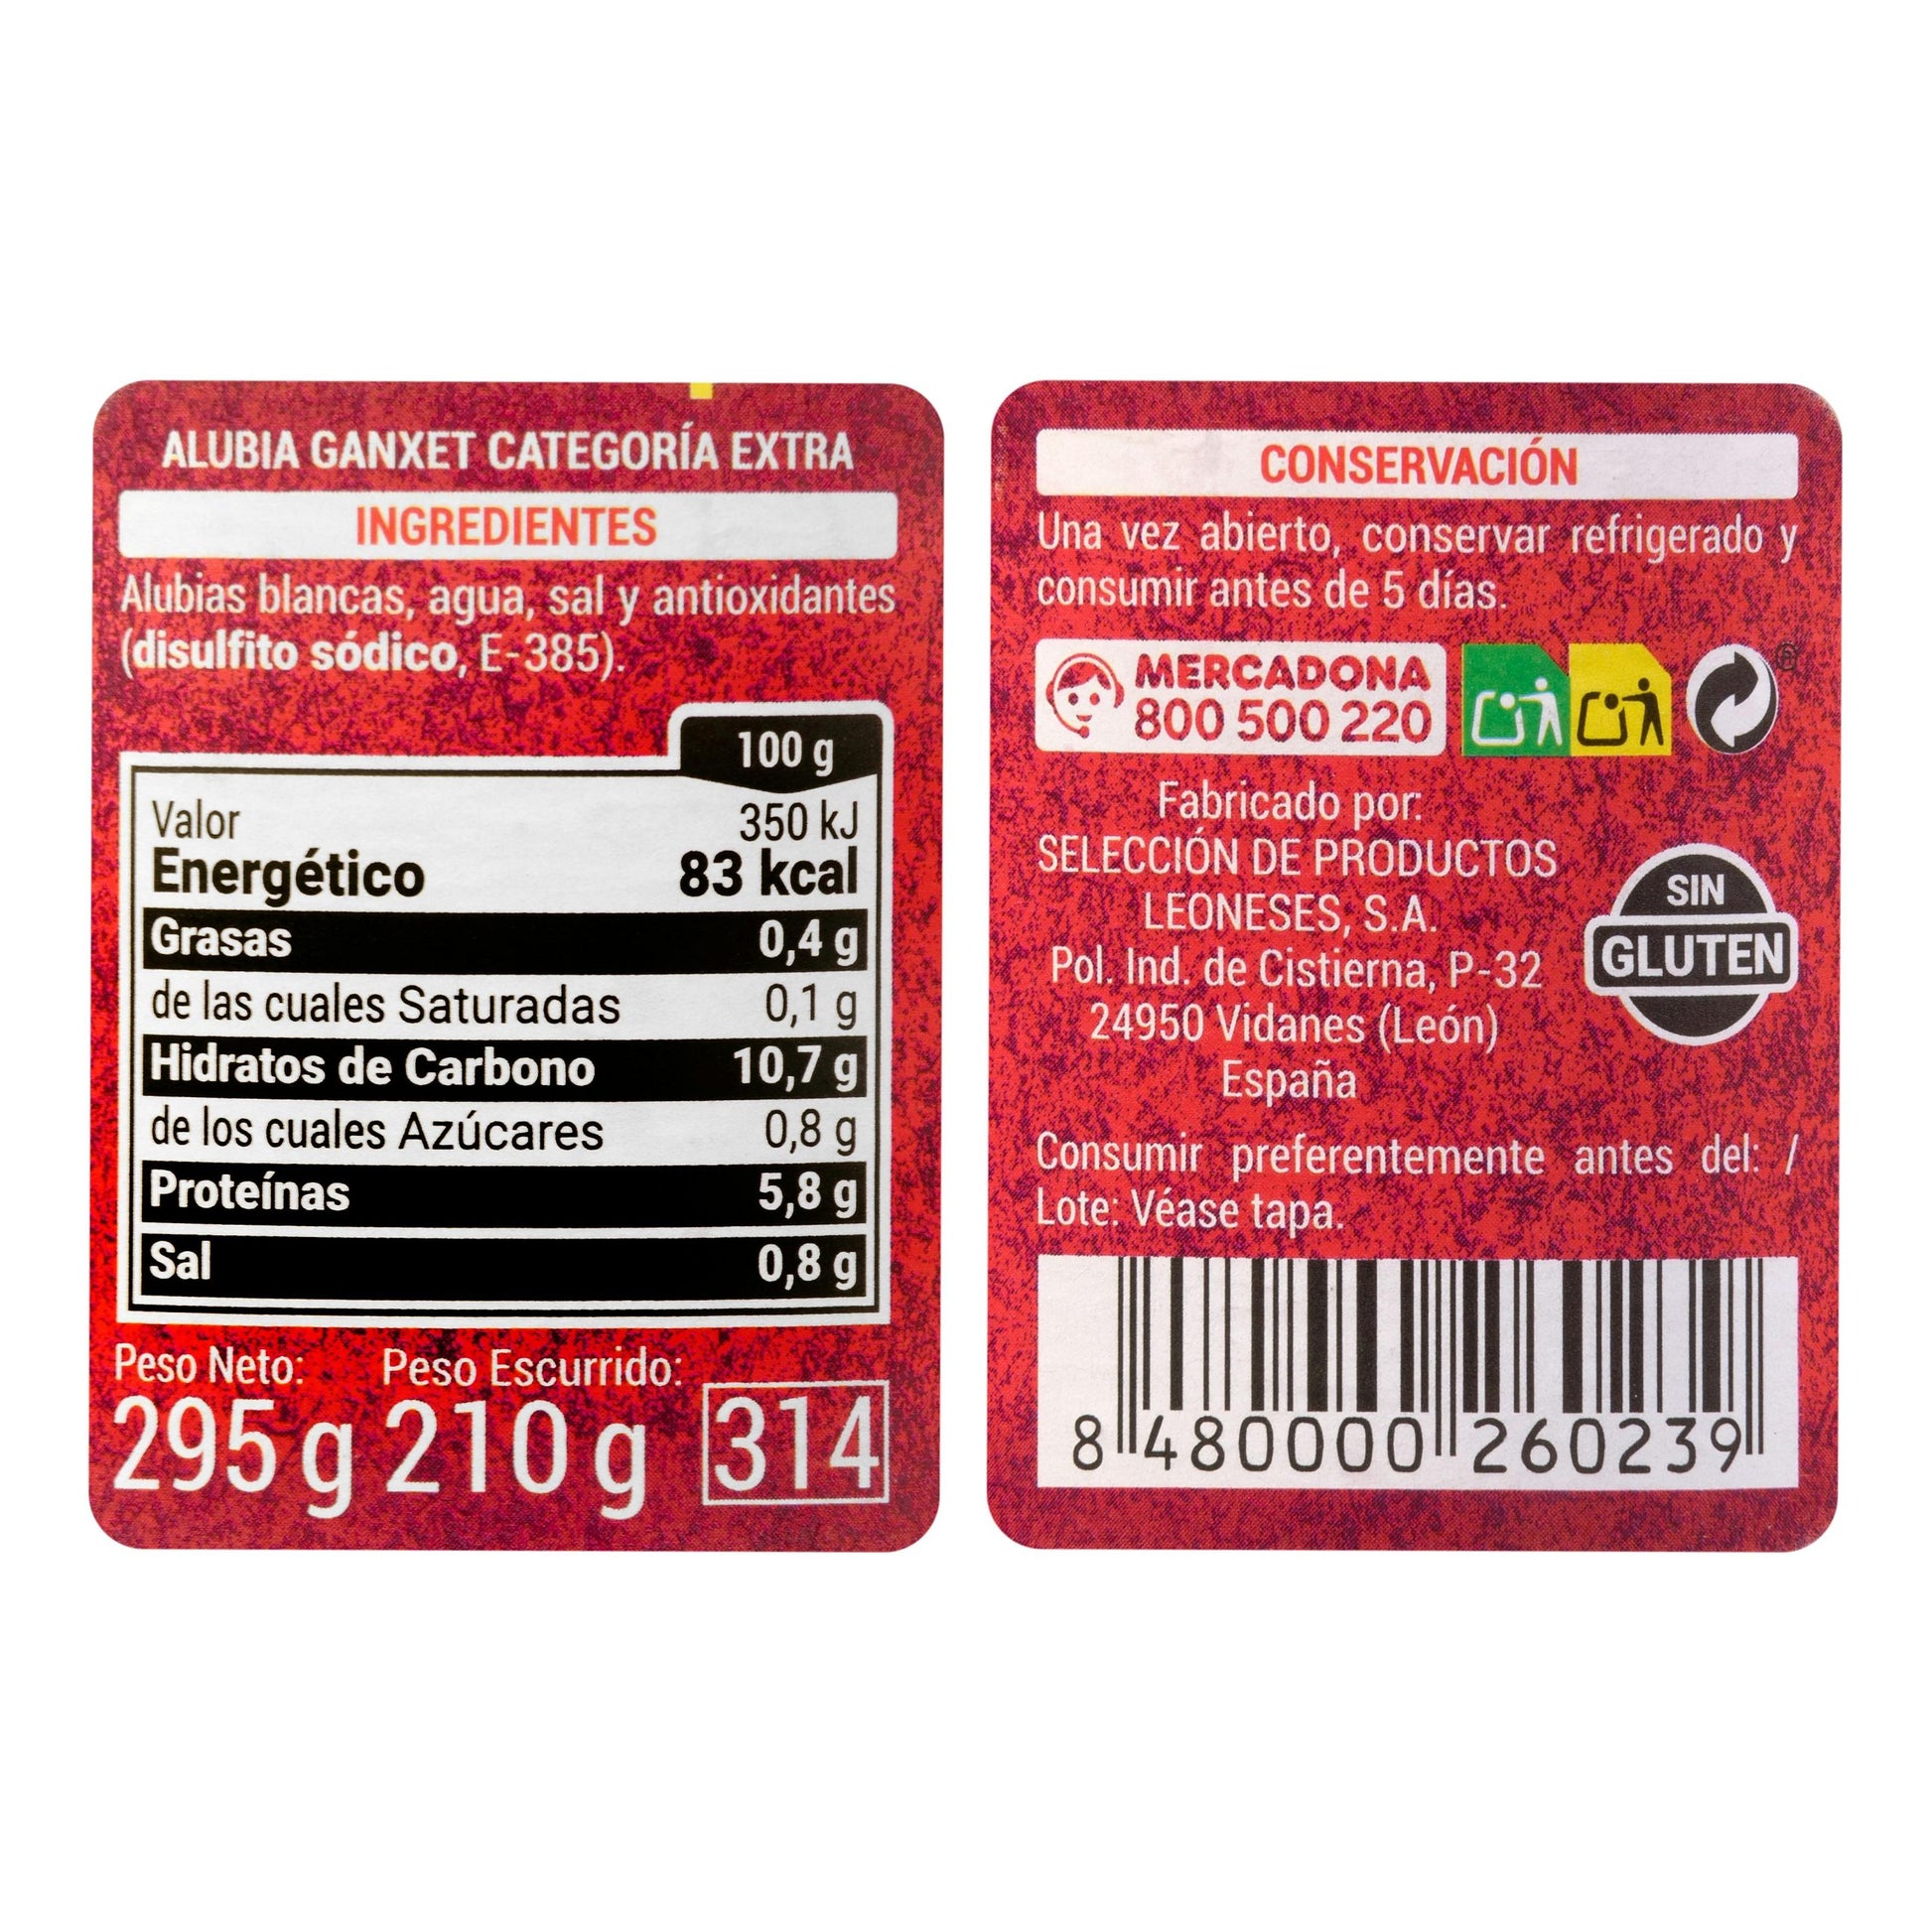 ALUBIA GANXET CATEGORÍA EXTRA
INGREDIENTES
Alubias blancas, agua, sal y antioxidantes
(disulfito sódico, E-385).
100 g
Valor 350 kJ
Energético 83 kcal
Grasas 0,4 g
de las cuales Saturadas 0,1 g
Hidratos de Carbono 10,7 g
de los cuales Azúcares 0,8 g
Proteínas 5,8 g
Sal 0,8 g
Peso Neto: Peso Escurrido:
295 g 210 g 314
CONSERVACIÓN
Una vez abierto, conservar refrigerado y
consumir antes de 5 días.
MERCADONA
800 500 220
Fabricado por:
SELECCIÓN DE PRODUCTOS
LEONESES, S.A.
Pol. Ind. de Cistierna, P-32
24950 Vidanes (León)
España
SIN
GLUTEN
Consumir preferentemente antes del: /
Lote: Véase tapa.
8 480000 260239